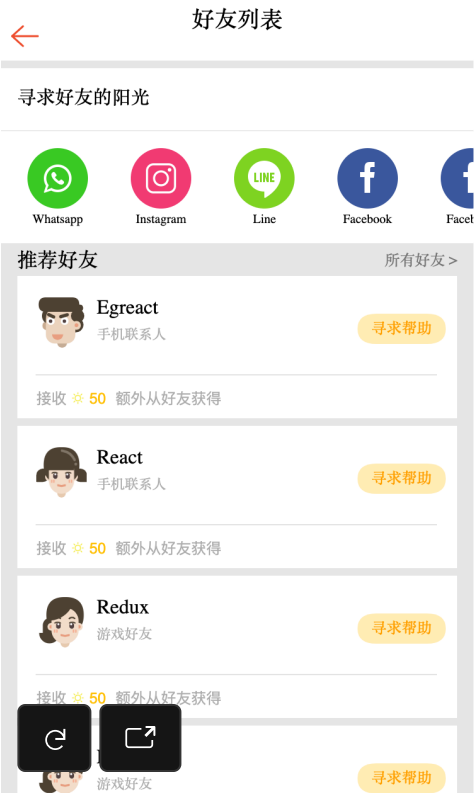 好友列表
寻求好友的阳光
LINE
Whatsapp Instagram Line Facebook
推荐好友 所有好友 >
Egreact
手机联系人
寻求帮助
接收 50 额外从好友获得
React
手机联系人
寻求帮助
接收 50 额外从好友获得
Redux
游戏好友
寻求帮助
接收 50 额外从好友获得
游戏好友
寻求帮助